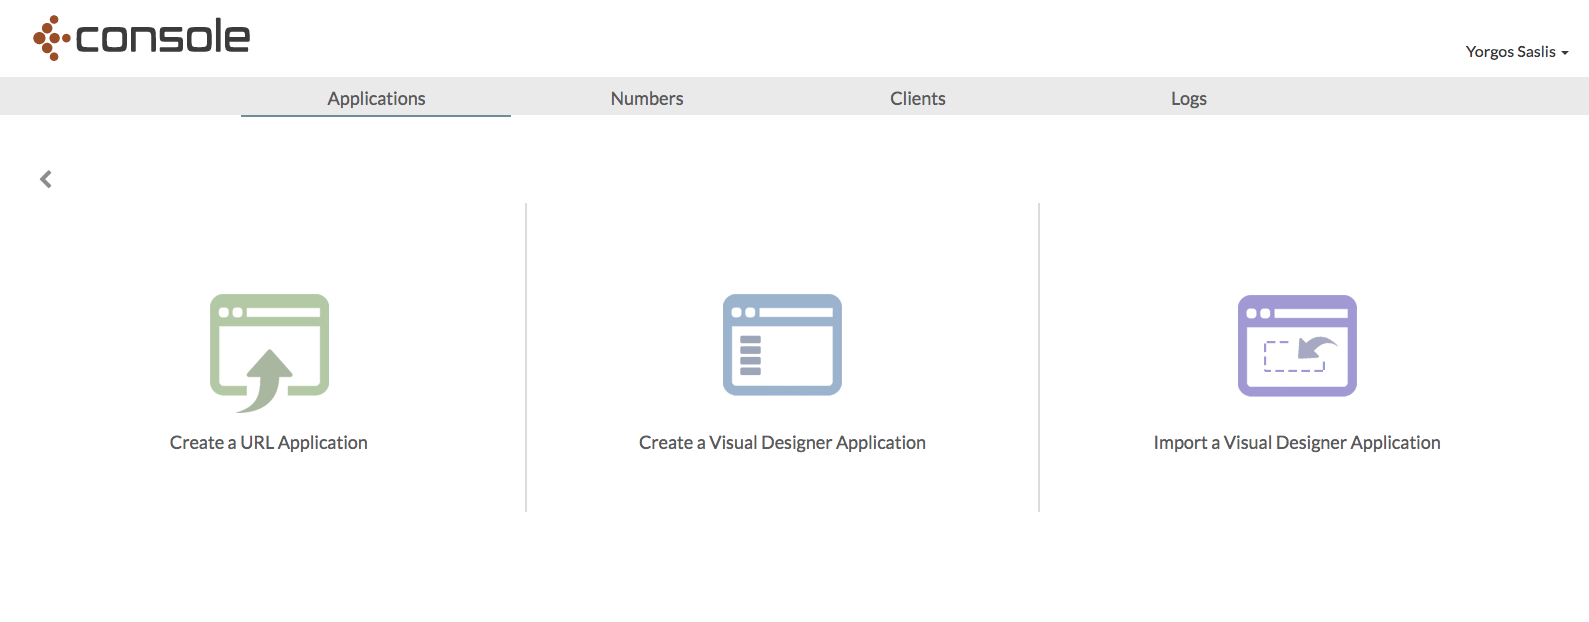 console
Yorgos Saslis
Applications Numbers Clients Logs
Create a URL Application Create a Visual Designer Application Import a Visual Designer Application